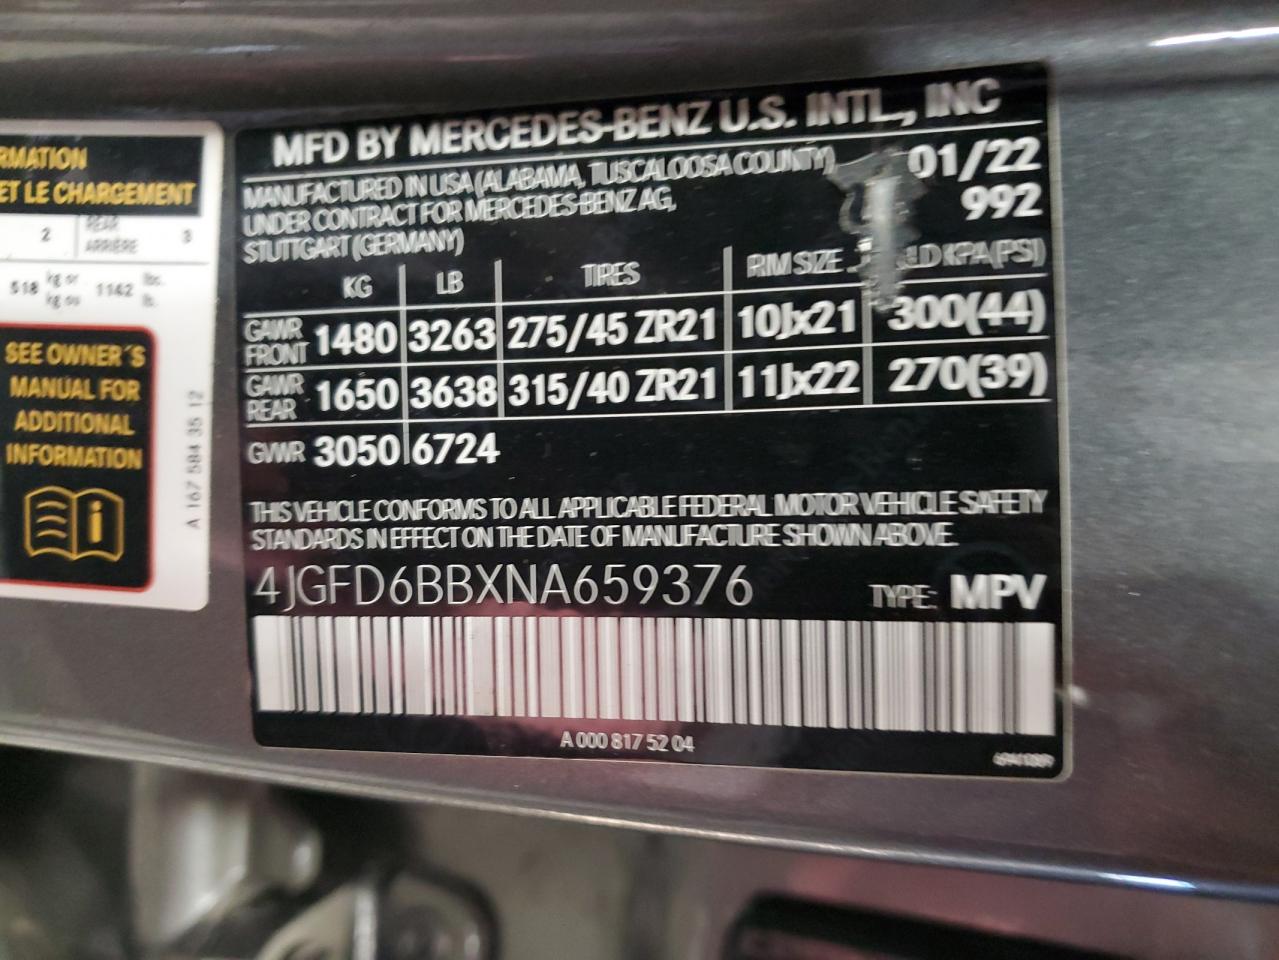 RMATION
ET LE CHARGEMENT
2 REAR ARRIÈRE 3
518 kg or kg ou 1142 lbs. lb.
SEE OWNER´S
MANUAL FOR
ADDITIONAL
INFORMATION
i
A 167 584 35 12
MFD BY MERCEDES-BENZ U.S. INTL., INC
MANUFACTURED IN USA (ALABAMA, TUSCALOOSA COUNTY) 01/22
UNDER CONTRACT FOR MERCEDES-BENZ AG, 992
STUTTGART (GERMANY)
KG LB TIRES RIM SIZE LD KPA(PSI)
GAWR FRONT 1480 3263 275/45 ZR21 10Jx21 300(44)
GAWR REAR 1650 3638 315/40 ZR21 11Jx22 270(39)
GVWR 3050 6724
THIS VEHICLE CONFORMS TO ALL APPLICABLE FEDERAL MOTOR VEHICLE SAFETY
STANDARDS IN EFFECT ON THE DATE OF MANUFACTURE SHOWN ABOVE.
4JGFD6BBXNA659376 TYPE: MPV
A 000 817 52 04